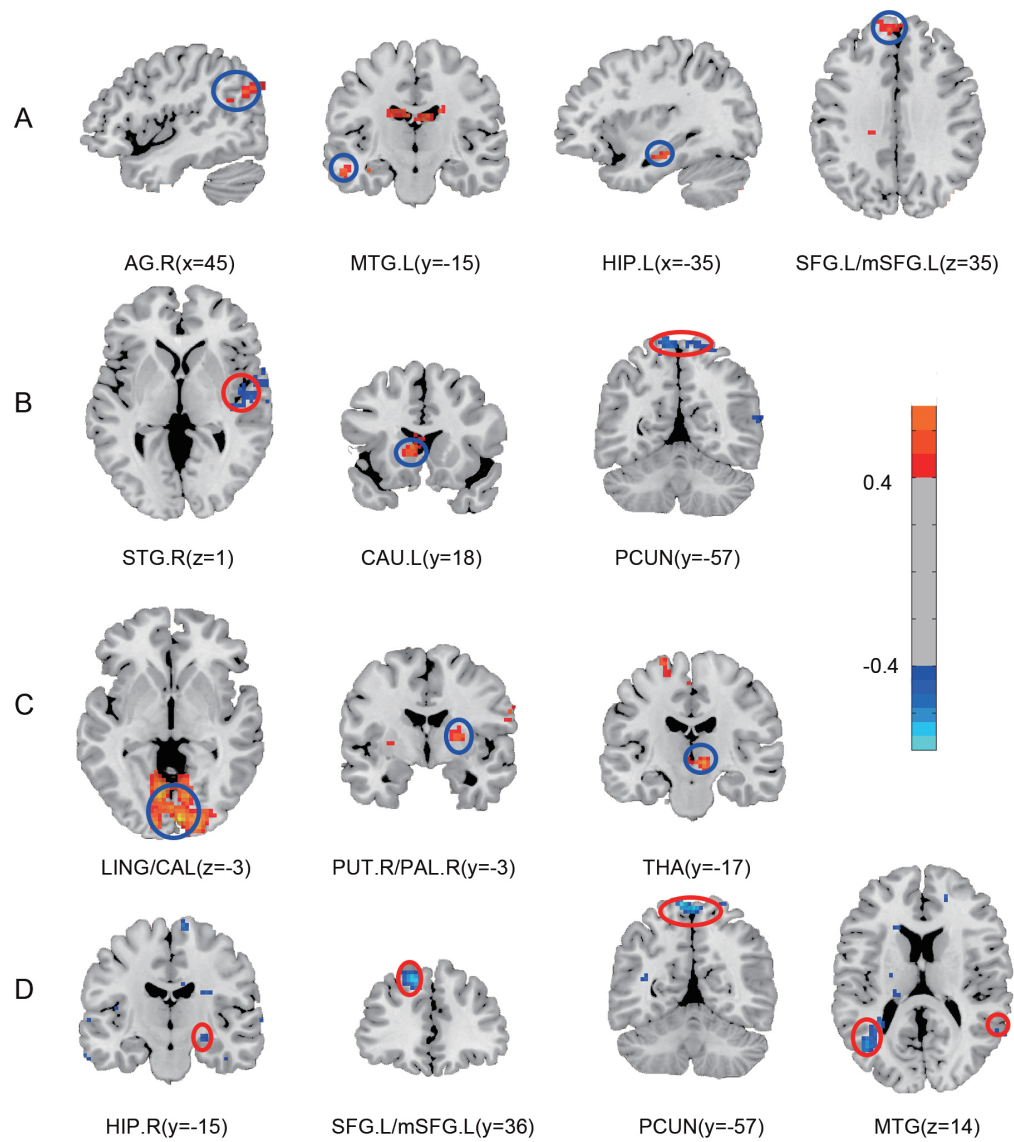 A
AG.R(x=45)
MTG.L(y=-15)
HIP.L(x=-35)
SFG.L/mSFG.L(z=35)
B
STG.R(z=1)
CAU.L(y=18)
PCUN(y=-57)
0.4
-0.4
C
LING/CAL(z=-3)
PUT.R/PAL.R(y=-3)
THA(y=-17)
D
HIP.R(y=-15)
SFG.L/mSFG.L(y=36)
PCUN(y=-57)
MTG(z=14)